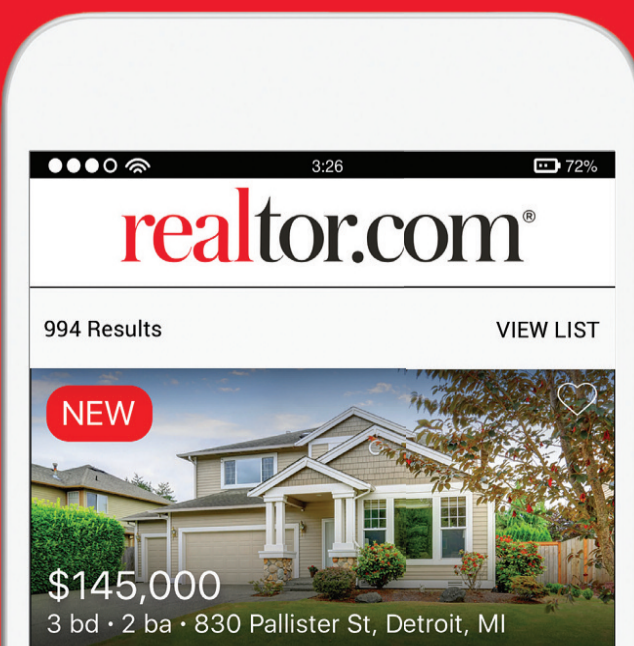 3:26
72%
realtor.com®
994 Results
VIEW LIST
NEW
$145,000
3 bd • 2 ba • 830 Pallister St, Detroit, MI